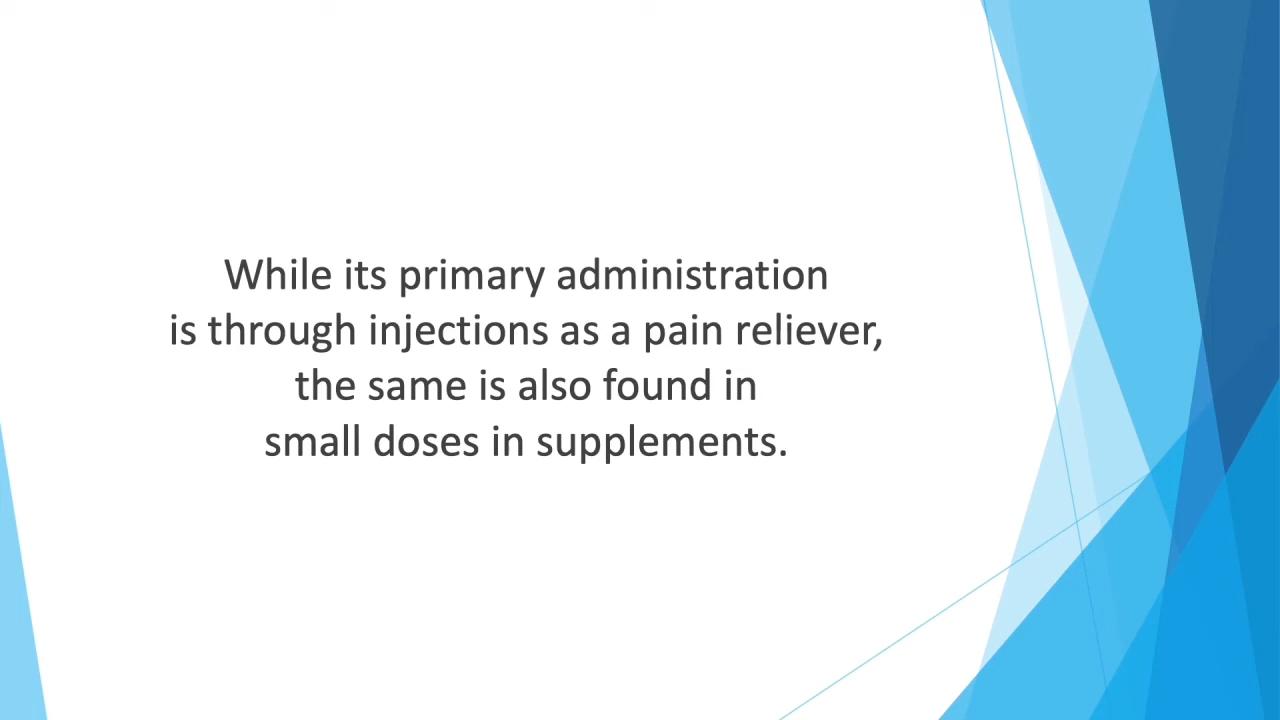 While its primary administration
is through injections as a pain reliever,
the same is also found in
small doses in supplements.